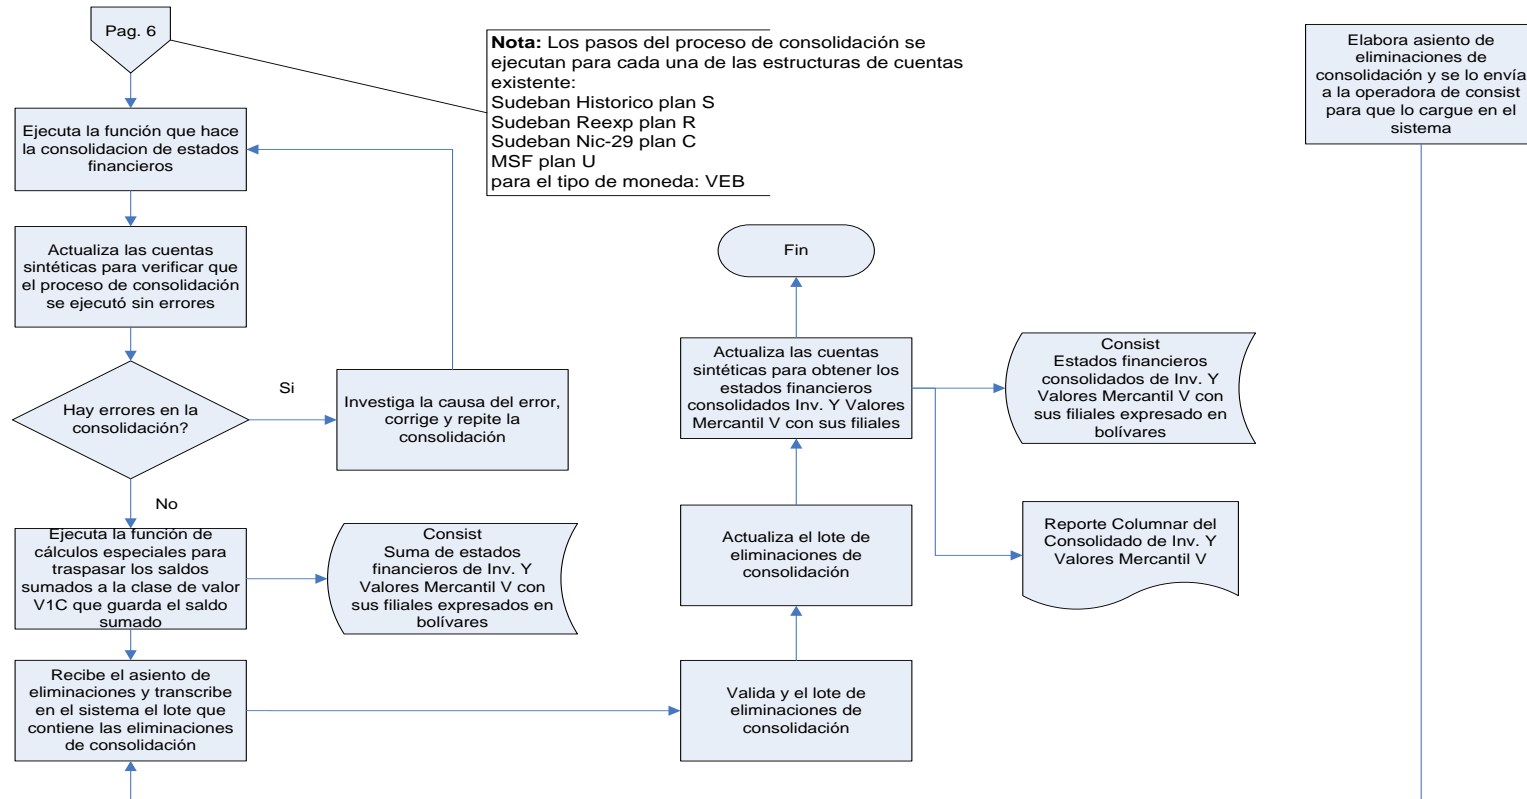 Pag. 6
Nota: Los pasos del proceso de consolidación se
ejecutan para cada una de las estructuras de cuentas
existente:
Sudeban Historico plan S
Sudeban Reexp plan R
Sudeban Nic-29 plan C
MSF plan U
para el tipo de moneda: VEB
Elabora asiento de
eliminaciones de
consolidación y se lo envía
a la operadora de consist
para que lo cargue en el
sistema
Ejecuta la función que hace
la consolidacion de estados
financieros
Actualiza las cuentas
sintéticas para verificar que
el proceso de consolidación
se ejecutó sin errores
Hay errores en la
consolidación?
Si
Investiga la causa del error,
corrige y repite la
consolidación
No
Ejecuta la función de
cálculos especiales para
traspasar los saldos
sumados a la clase de valor
V1C que guarda el saldo
sumado
Consist
Suma de estados
financieros de Inv. Y
Valores Mercantil V con
sus filiales expresados en
bolívares
Recibe el asiento de
eliminaciones y transcribe
en el sistema el lote que
contiene las eliminaciones
de consolidación
Fin
Actualiza las cuentas
sintéticas para obtener los
estados financieros
consolidados Inv. Y Valores
Mercantil V con sus filiales
Consist
Estados financieros
consolidados de Inv. Y
Valores Mercantil V con
sus filiales expresado en
bolívares
Actualiza el lote de
eliminaciones de
consolidación
Reporte Columnar del
Consolidado de Inv. Y
Valores Mercantil V
Valida y el lote de
eliminaciones de
consolidación